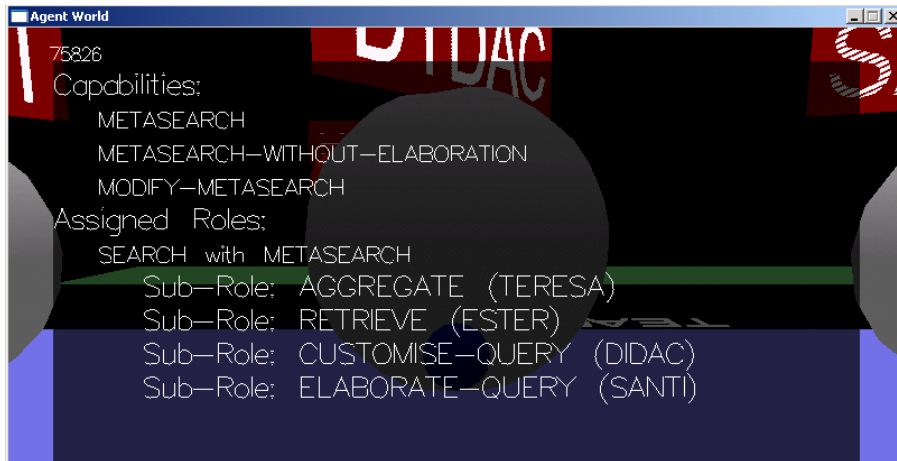 Agent World
DIDAC
75826
Capabilities:
METASEARCH
METASEARCH-WITHOUT-ELABORATION
MODIFY-METASEARCH
Assigned Roles:
SEARCH with METASEARCH
Sub-Role: AGGREGATE (TERESA)
Sub-Role: RETRIEVE (ESTER)
Sub-Role: CUSTOMISE-QUERY (DIDAC)
Sub-Role: ELABORATE-QUERY (SANTI)